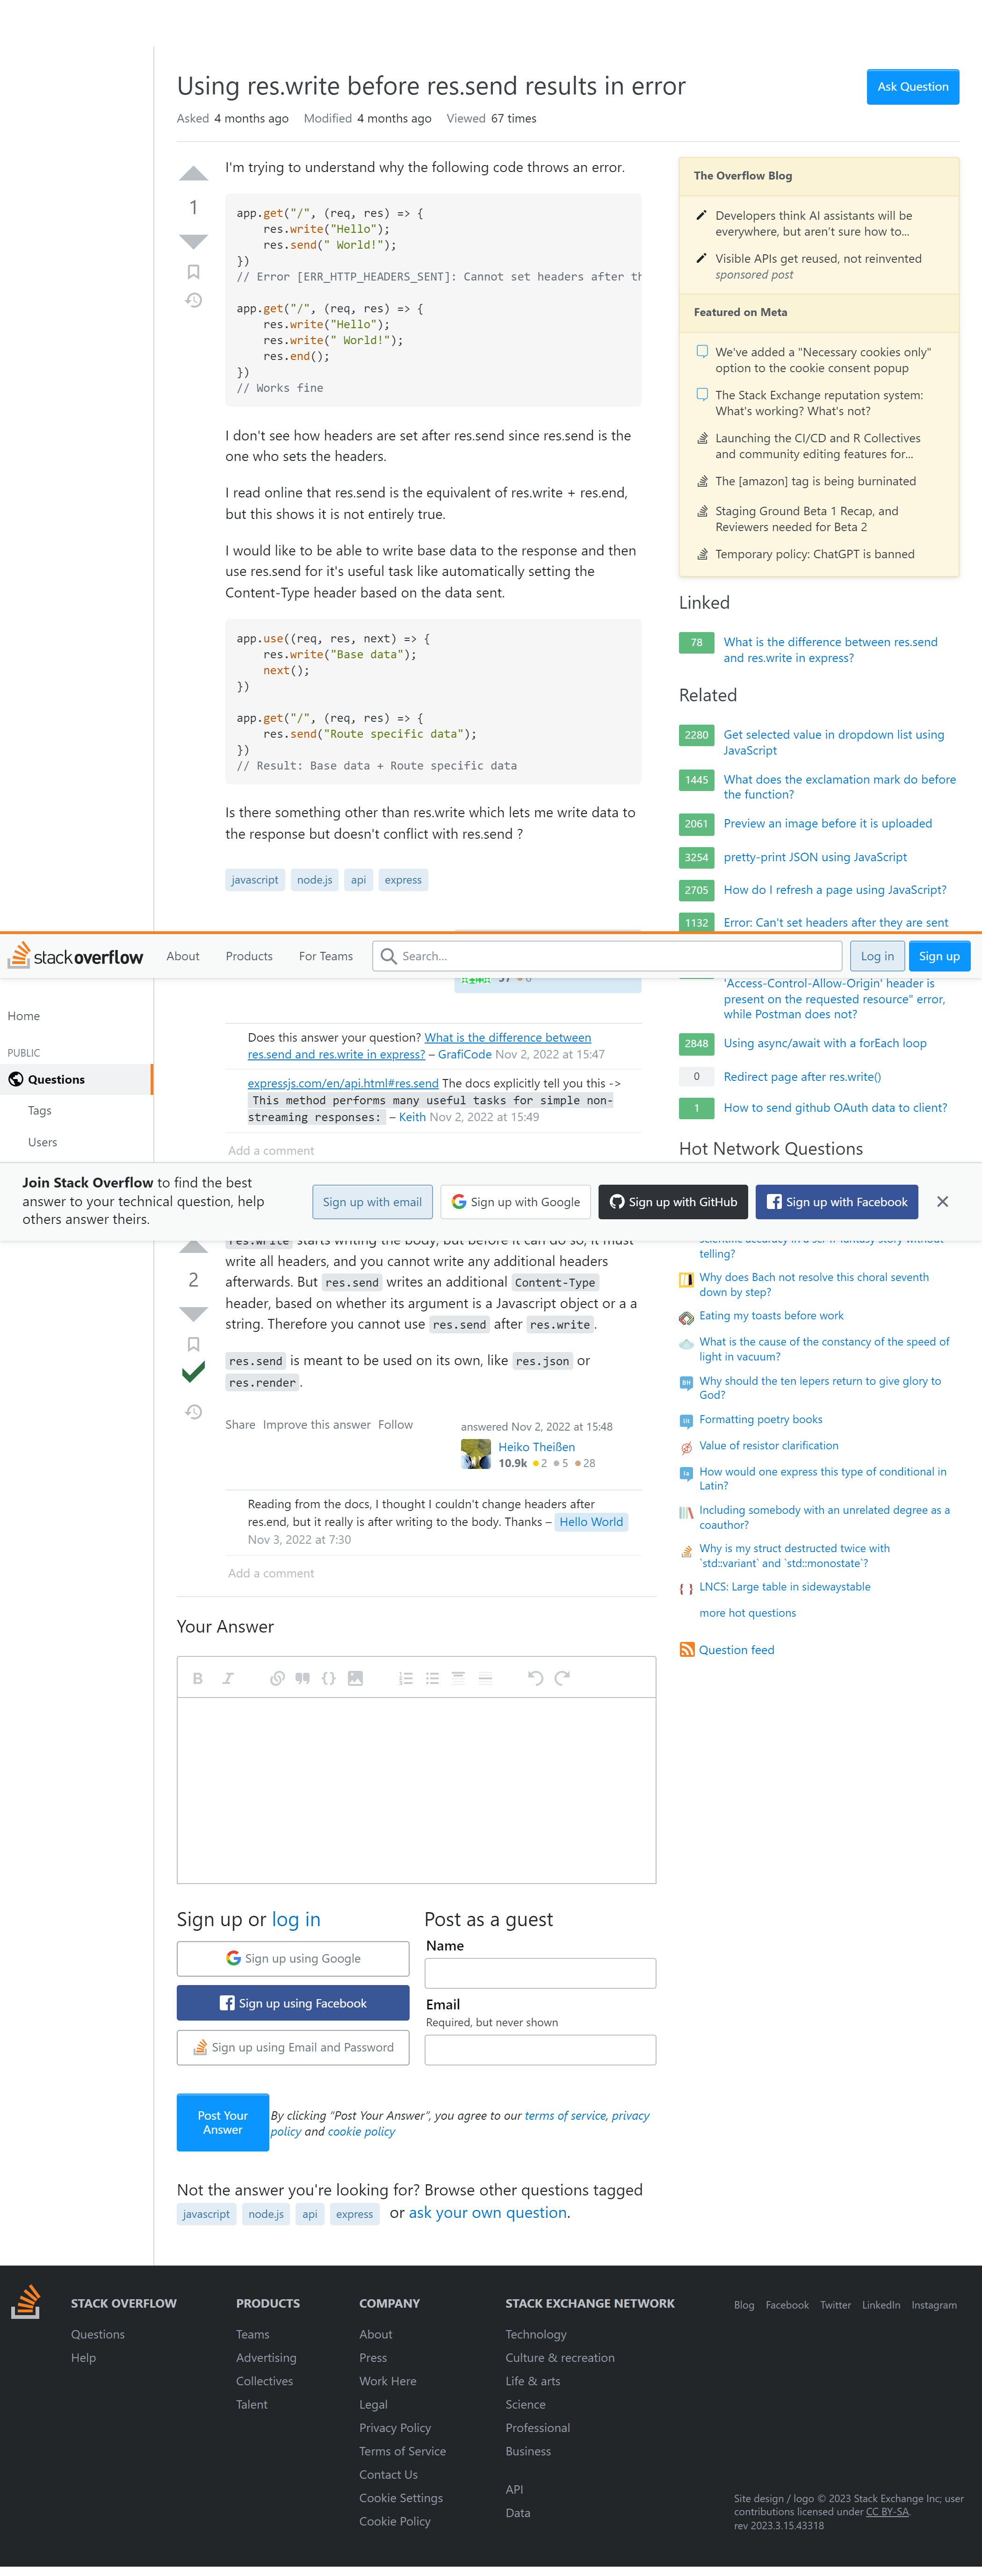 Using res.write before res.send results in error
Ask Question
Asked 4 months ago Modified 4 months ago Viewed 67 times
1
I'm trying to understand why the following code throws an error.
app.get("/", (req, res) => {
    res.write("Hello");
    res.send(" World!");
})
// Error [ERR_HTTP_HEADERS_SENT]: Cannot set headers after th
app.get("/", (req, res) => {
    res.write("Hello");
    res.write(" World!");
    res.end();
})
// Works fine
I don't see how headers are set after res.send since res.send is the
one who sets the headers.
I read online that res.send is the equivalent of res.write + res.end,
but this shows it is not entirely true.
I would like to be able to write base data to the response and then
use res.send for it's useful task like automatically setting the
Content-Type header based on the data sent.
app.use((req, res, next) => {
    res.write("Base data");
    next();
})
app.get("/", (req, res) => {
    res.send("Route specific data");
})
// Result: Base data + Route specific data
Is there something other than res.write which lets me write data to
the response but doesn't conflict with res.send ?
javascript node.js api express
The Overflow Blog
Developers think AI assistants will be
everywhere, but aren't sure how to...
Visible APIs get reused, not reinvented
sponsored post
Featured on Meta
We've added a "Necessary cookies only"
option to the cookie consent popup
The Stack Exchange reputation system:
What's working? What's not?
Launching the CI/CD and R Collectives
and community editing features for...
The [amazon] tag is being burninated
Staging Ground Beta 1 Recap, and
Reviewers needed for Beta 2
Temporary policy: ChatGPT is banned
Linked
78 What is the difference between res.send
and res.write in express?
Related
2280 Get selected value in dropdown list using
JavaScript
1445 What does the exclamation mark do before
the function?
2061 Preview an image before it is uploaded
3254 pretty-print JSON using JavaScript
2705 How do I refresh a page using JavaScript?
1132 Error: Can't set headers after they are sent
stackoverflow About Products For Teams Search... Log in Sign up
'Access-Control-Allow-Origin' header is
present on the requested resource" error,
while Postman does not?
2848 Using async/await with a forEach loop
0 Redirect page after res.write()
1 How to send github OAuth data to client?
Hot Network Questions
Home
PUBLIC
Questions
Tags
Users
Does this answer your question? What is the difference between
res.send and res.write in express? – GrafiCode Nov 2, 2022 at 15:47
expressjs.com/en/api.html#res.send The docs explicitly tell you this ->
This method performs many useful tasks for simple non-
streaming responses: – Keith Nov 2, 2022 at 15:49
Add a comment
Join Stack Overflow to find the best
answer to your technical question, help
others answer theirs.
Sign up with email Sign up with Google Sign up with GitHub Sign up with Facebook
2
res.write starts writing the body, but before it can do so, it must
write all headers, and you cannot write any additional headers
afterwards. But res.send writes an additional Content-Type
header, based on whether its argument is a Javascript object or a a
string. Therefore you cannot use res.send after res.write.
res.send is meant to be used on its own, like res.json or
res.render.
Share Improve this answer Follow
answered Nov 2, 2022 at 15:48
Heiko Theißen
10.9k 2 5 28
Reading from the docs, I thought I couldn't change headers after
res.end, but it really is after writing to the body. Thanks – Hello World
Nov 3, 2022 at 7:30
Add a comment
scientific accuracy in a sci-fi fantasy story without
telling?
Why does Bach not resolve this choral seventh
down by step?
Eating my toasts before work
What is the cause of the constancy of the speed of
light in vacuum?
Why should the ten lepers return to give glory to
God?
Formatting poetry books
Value of resistor clarification
How would one express this type of conditional in
Latin?
Including somebody with an unrelated degree as a
coauthor?
Why is my struct destructed twice with
`std::variant` and `std::monostate`?
LNCS: Large table in sidewaystable
more hot questions
Question feed
Your Answer
Sign up or log in
Sign up using Google
Sign up using Facebook
Sign up using Email and Password
Post as a guest
Name
Email
Required, but never shown
Post Your
Answer
By clicking "Post Your Answer", you agree to our terms of service, privacy
policy and cookie policy
Not the answer you're looking for? Browse other questions tagged
javascript node.js api express or ask your own question.
STACK OVERFLOW
Questions
Help
PRODUCTS
Teams
Advertising
Collectives
Talent
COMPANY
About
Press
Work Here
Legal
Privacy Policy
Terms of Service
Contact Us
Cookie Settings
Cookie Policy
STACK EXCHANGE NETWORK
Technology
Culture & recreation
Life & arts
Science
Professional
Business
API
Data
Blog Facebook Twitter LinkedIn Instagram
Site design / logo © 2023 Stack Exchange Inc; user
contributions licensed under CC BY-SA.
rev 2023.3.15.43318